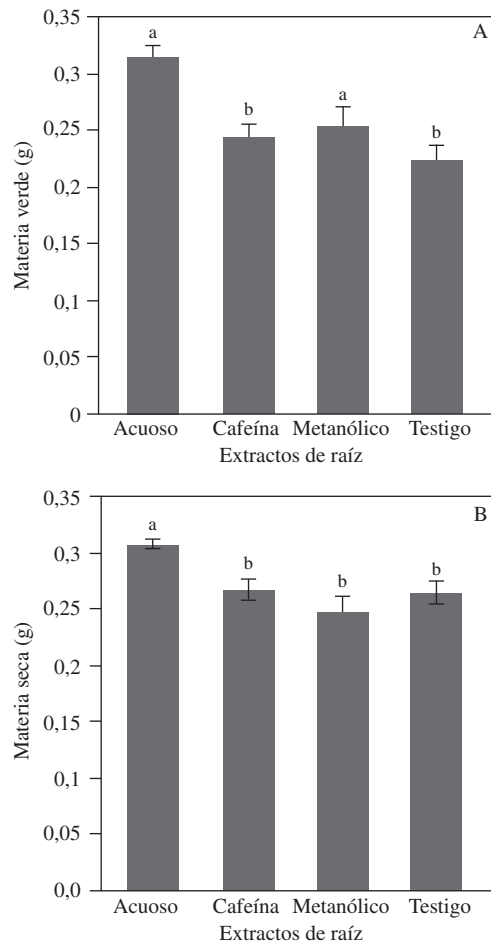 A
0,35
0,3
0,25
0,2
0,15
0,1
0,05
0
Materia verde (g)
a
b
a
b
Acuoso Cafeína Metanólico Testigo
Extractos de raíz
B
0,35
0,3
0,25
0,2
0,15
0,1
0,05
0,0
Materia seca (g)
a
b
b
b
Acuoso Cafeína Metanólico Testigo
Extractos de raíz